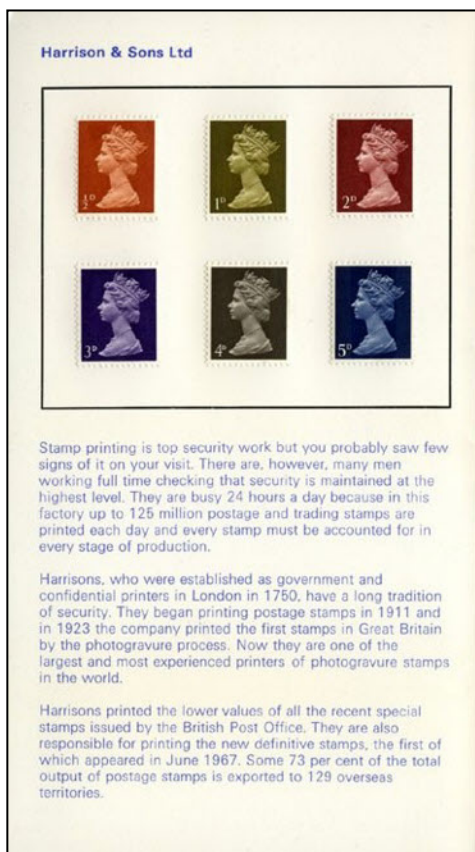 Harrison & Sons Ltd
½D
1D
2D
3D
4D
5D
Stamp printing is top security work but you probably saw few
signs of it on your visit. There are, however, many men
working full time checking that security is maintained at the
highest level. They are busy 24 hours a day because in this
factory up to 125 million postage and trading stamps are
printed each day and every stamp must be accounted for in
every stage of production.
Harrisons, who were established as government and
confidential printers in London in 1750, have a long tradition
of security. They began printing postage stamps in 1911 and
in 1923 the company printed the first stamps in Great Britain
by the photogravure process. Now they are one of the
largest and most experienced printers of photogravure stamps
in the world.
Harrisons printed the lower values of all the recent special
stamps issued by the British Post Office. They are also
responsible for printing the new definitive stamps, the first of
which appeared in June 1967. Some 73 per cent of the total
output of postage stamps is exported to 129 overseas
territories.